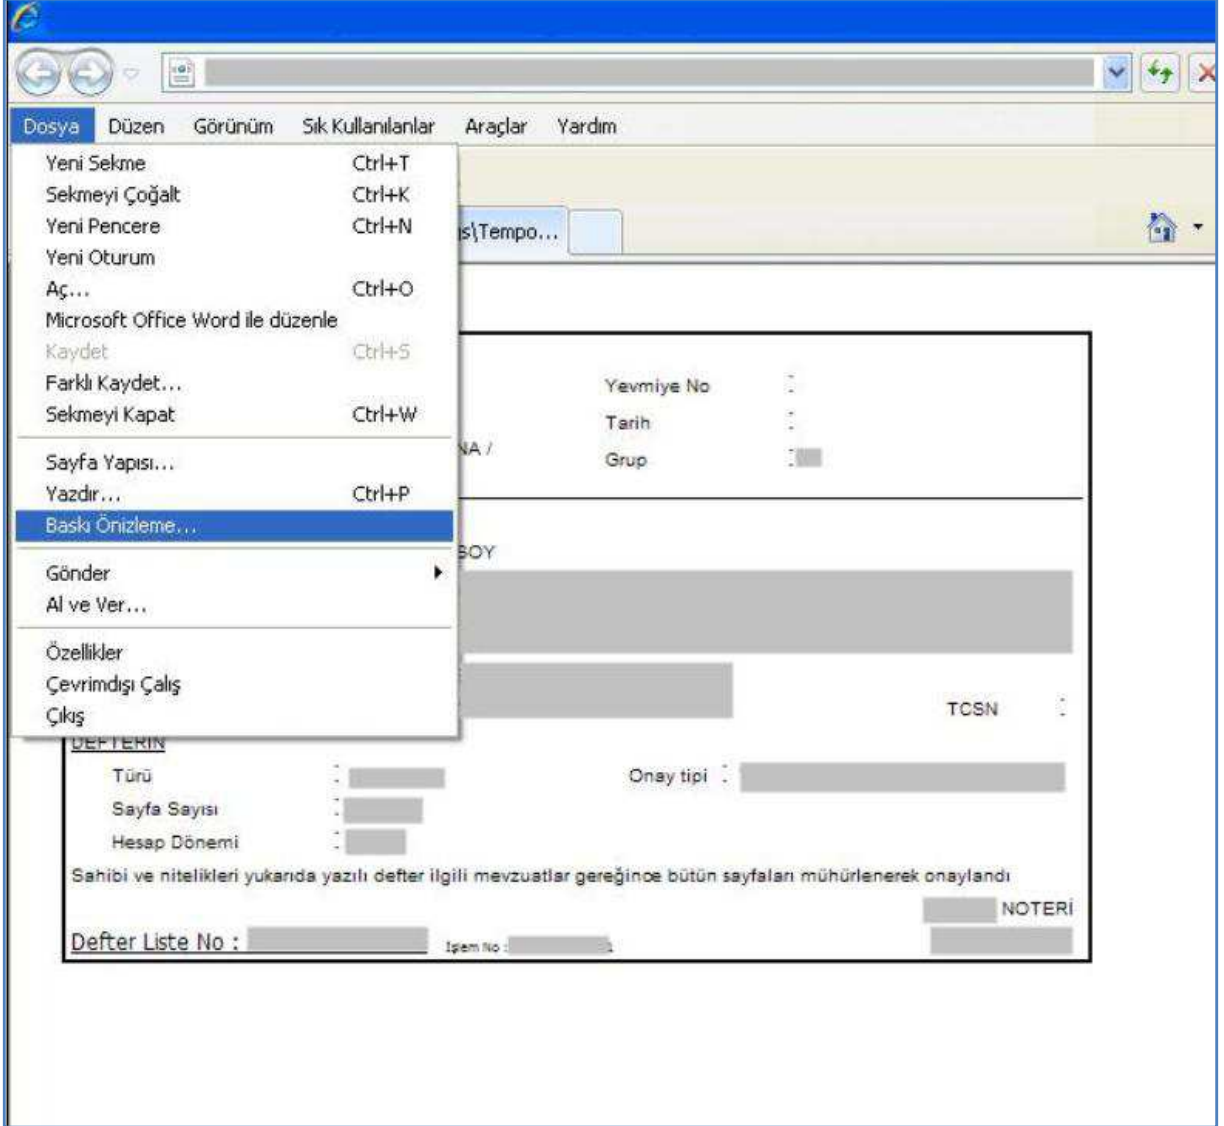 Dosya Düzen Görünüm Sık Kullanılanlar Araçlar Yardım
Yeni Sekme Ctrl+T
Sekmeyi Çoğalt Ctrl+K
Yeni Pencere Ctrl+N
Yeni Oturum
Aç... Ctrl+O
Microsoft Office Word ile düzenle
Kaydet Ctrl+S
Farklı Kaydet...
Sekmeyi Kapat Ctrl+W
Sayfa Yapısı...
Yazdır... Ctrl+P
Baskı Önizleme...
Gönder
Al ve Ver...
Özellikler
Çevrimdışı Çalış
Çıkış
s\Tempo...
Yevmiye No :
Tarih :
NA /
Grup :
SOY
TCSN :
DEFTERİN
Türü : Onay tipi :
Sayfa Sayısı :
Hesap Dönemi :
Sahibi ve nitelikleri yukarıda yazılı defter ilgili mevzuatlar gereğince bütün sayfaları mühürlenerek onaylandı
NOTERİ
Defter Liste No : İşem No :